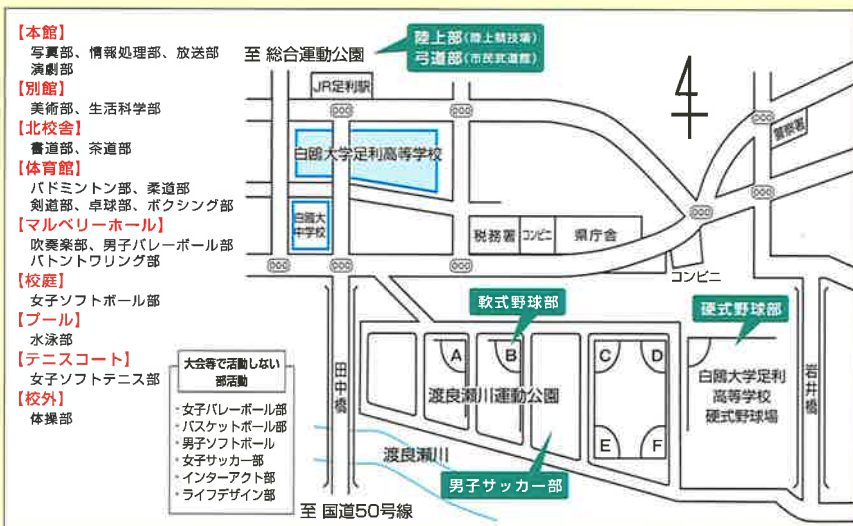 【本館】
写真部、情報処理部、放送部
演劇部
【別館】
美術部、生活科学部
【北校舎】
書道部、茶道部
【体育館】
バドミントン部、柔道部
剣道部、卓球部、ボクシング部
【マルベリーホール】
吹奏楽部、男子バレーボール部
バトントワリング部
【校庭】
女子ソフトボール部
【プール】
水泳部
【テニスコート】
女子ソフトテニス部
【校外】
体操部
大会等で活動しない
部活動
・女子バレーボール部
・バスケットボール部
・男子ソフトボール
・女子サッカー部
・インターアクト部
・ライフデザイン部
至 総合運動公園
陸上部(陸上競技場)
弓道部(市民武道館)
JR足利駅
白鷗大学足利高等学校
白鷗大
中学校
税務署
コンビニ
県庁舎
警察署
コンビニ
軟式野球部
硬式野球部
A
B
C
D
E
F
渡良瀬川運動公園
白鷗大学足利
高等学校
硬式野球場
田中橋
岩井橋
渡良瀬川
男子サッカー部
至 国道50号線
4